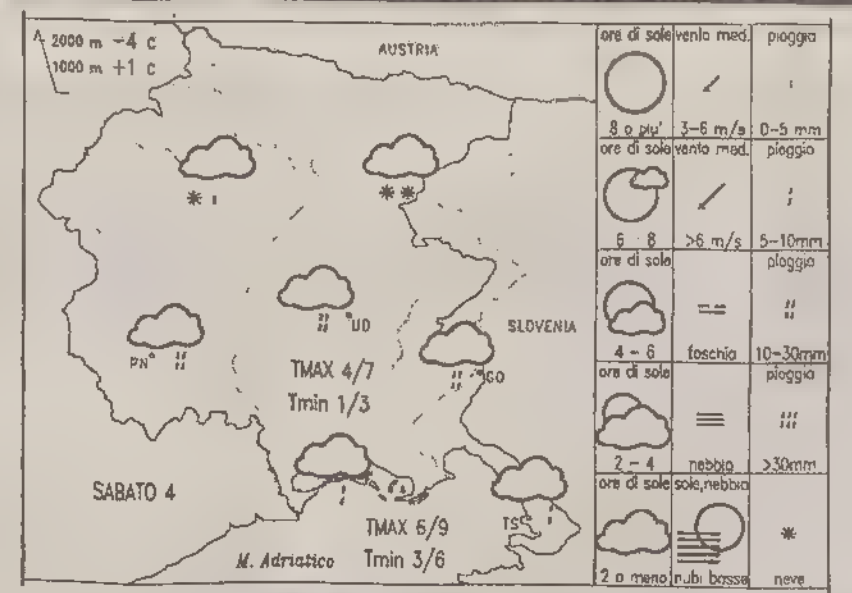 2000 m -4 c
1000 m +1 c
AUSTRIA
SLOVENIA
UD
PN
GO
TMAX 4/7
Tmin 1/3
SABATO 4
TS
TMAX 6/9
Tmin 3/6
M. Adriatico
ore di sole vento med. pioggia
8 o piu' 3-6 m/s 0-5 mm
ore di sole vento med. pioggia
6 - 8 >6 m/s 5-10mm
ore di sole pioggia
4 - 6 foschia 10-30mm
ore di sole pioggia
2 - 4 nebbia >30mm
ore di sole sole,nebbia
2 o meno nubi basse neve